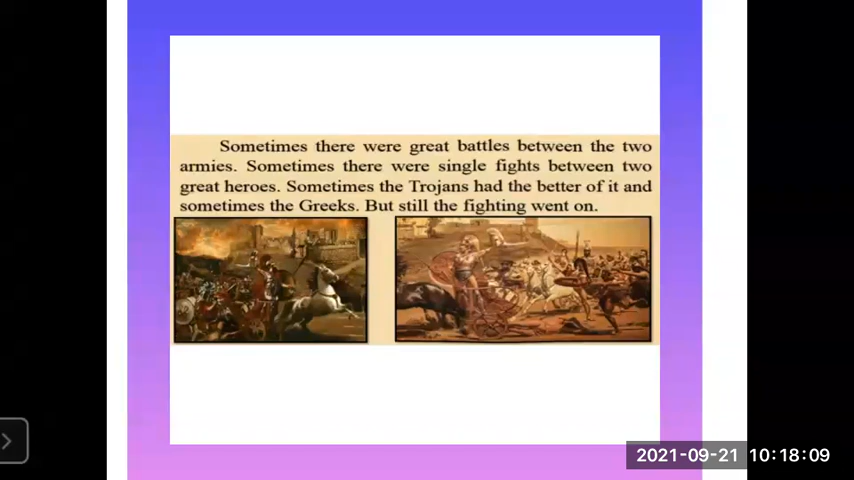 Sometimes there were great battles between the two
armies. Sometimes there were single fights between two
great heroes. Sometimes the Trojans had the better of it and
sometimes the Greeks. But still the fighting went on.
2021-09-21 10:18:09